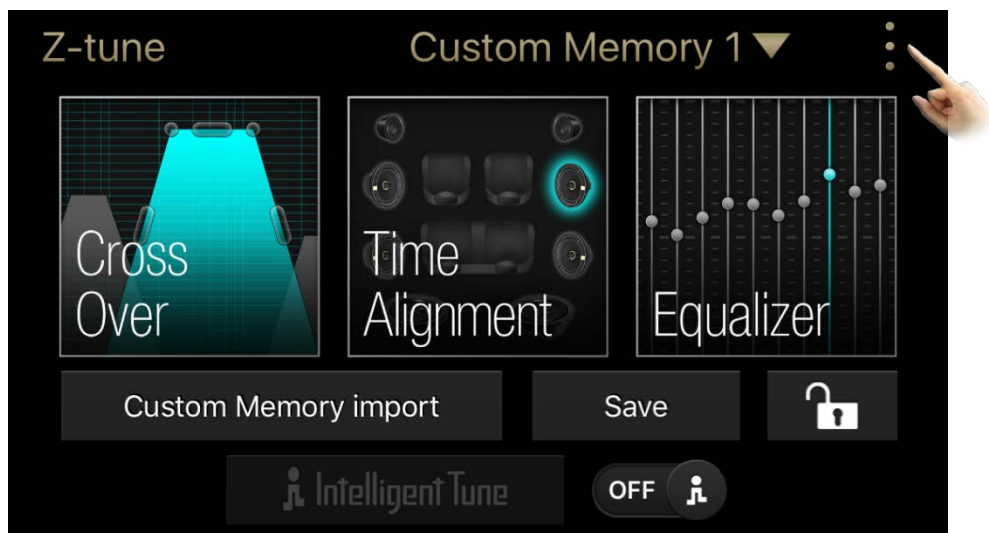 Z-tune
Custom Memory 1
Cross
Over
Time
Alignment
Equalizer
Custom Memory import
Save
Intelligent Tune
OFF